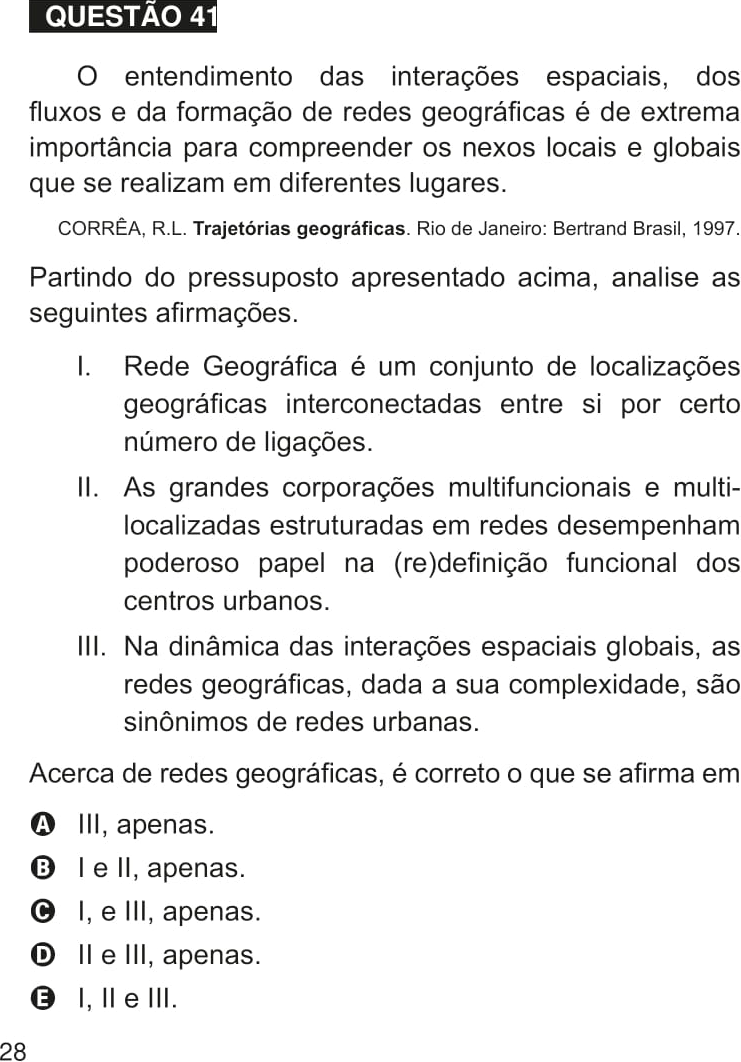 QUESTÃO 41
O entendimento das interações espaciais, dos
fluxos e da formação de redes geográficas é de extrema
importância para compreender os nexos locais e globais
que se realizam em diferentes lugares.
CORRÊA, R.L. Trajetórias geográficas. Rio de Janeiro: Bertrand Brasil, 1997.
Partindo do pressuposto apresentado acima, analise as
seguintes afirmações.
I. Rede Geográfica é um conjunto de localizações
geográficas interconectadas entre si por certo
número de ligações.
II. As grandes corporações multifuncionais e multi-
localizadas estruturadas em redes desempenham
poderoso papel na (re)definição funcional dos
centros urbanos.
III. Na dinâmica das interações espaciais globais, as
redes geográficas, dada a sua complexidade, são
sinônimos de redes urbanas.
Acerca de redes geográficas, é correto o que se afirma em
A III, apenas.
B I e II, apenas.
C I, e III, apenas.
D II e III, apenas.
E I, II e III.
28